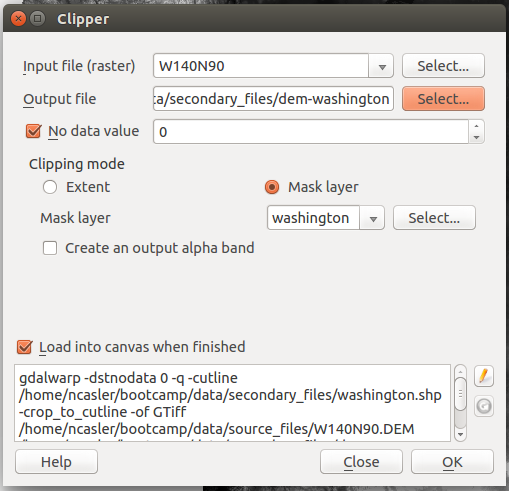 Clipper
Input file (raster) W140N90 Select...
Output file ta/secondary_files/dem-washington Select...
No data value 0
Clipping mode
Extent Mask layer
Mask layer washington Select...
Create an output alpha band
Load into canvas when finished
gdalwarp -dstnodata 0 -q -cutline
/home/ncasler/bootcamp/data/secondary_files/washington.shp
-crop_to_cutline -of GTiff
/home/ncasler/bootcamp/data/source_files/W140N90.DEM
Help Close OK